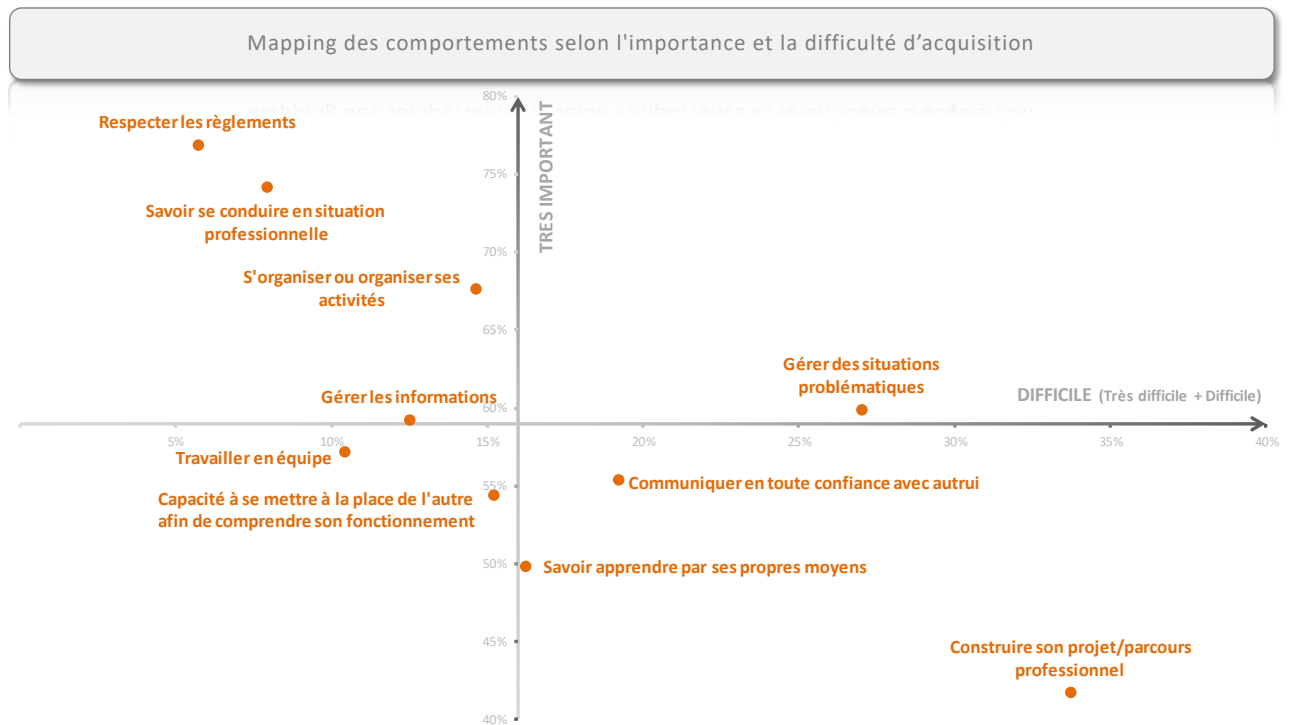 Mapping des comportements selon l'importance et la difficulté d'acquisition
80%
TRES IMPORTANT
Respecter les règlements
75%
Savoir se conduire en situation
professionnelle
70%
S'organiser ou organiser ses
activités
65%
Gérer des situations
problématiques
Gérer les informations
60%
DIFFICILE (Très difficile + Difficile)
5%
10%
15%
20%
25%
30%
35%
40%
Travailler en équipe
55%
Communiquer en toute confiance avec autrui
Capacité à se mettre à la place de l'autre
afin de comprendre son fonctionnement
50%
Savoir apprendre par ses propres moyens
45%
Construire son projet/parcours
professionnel
40%